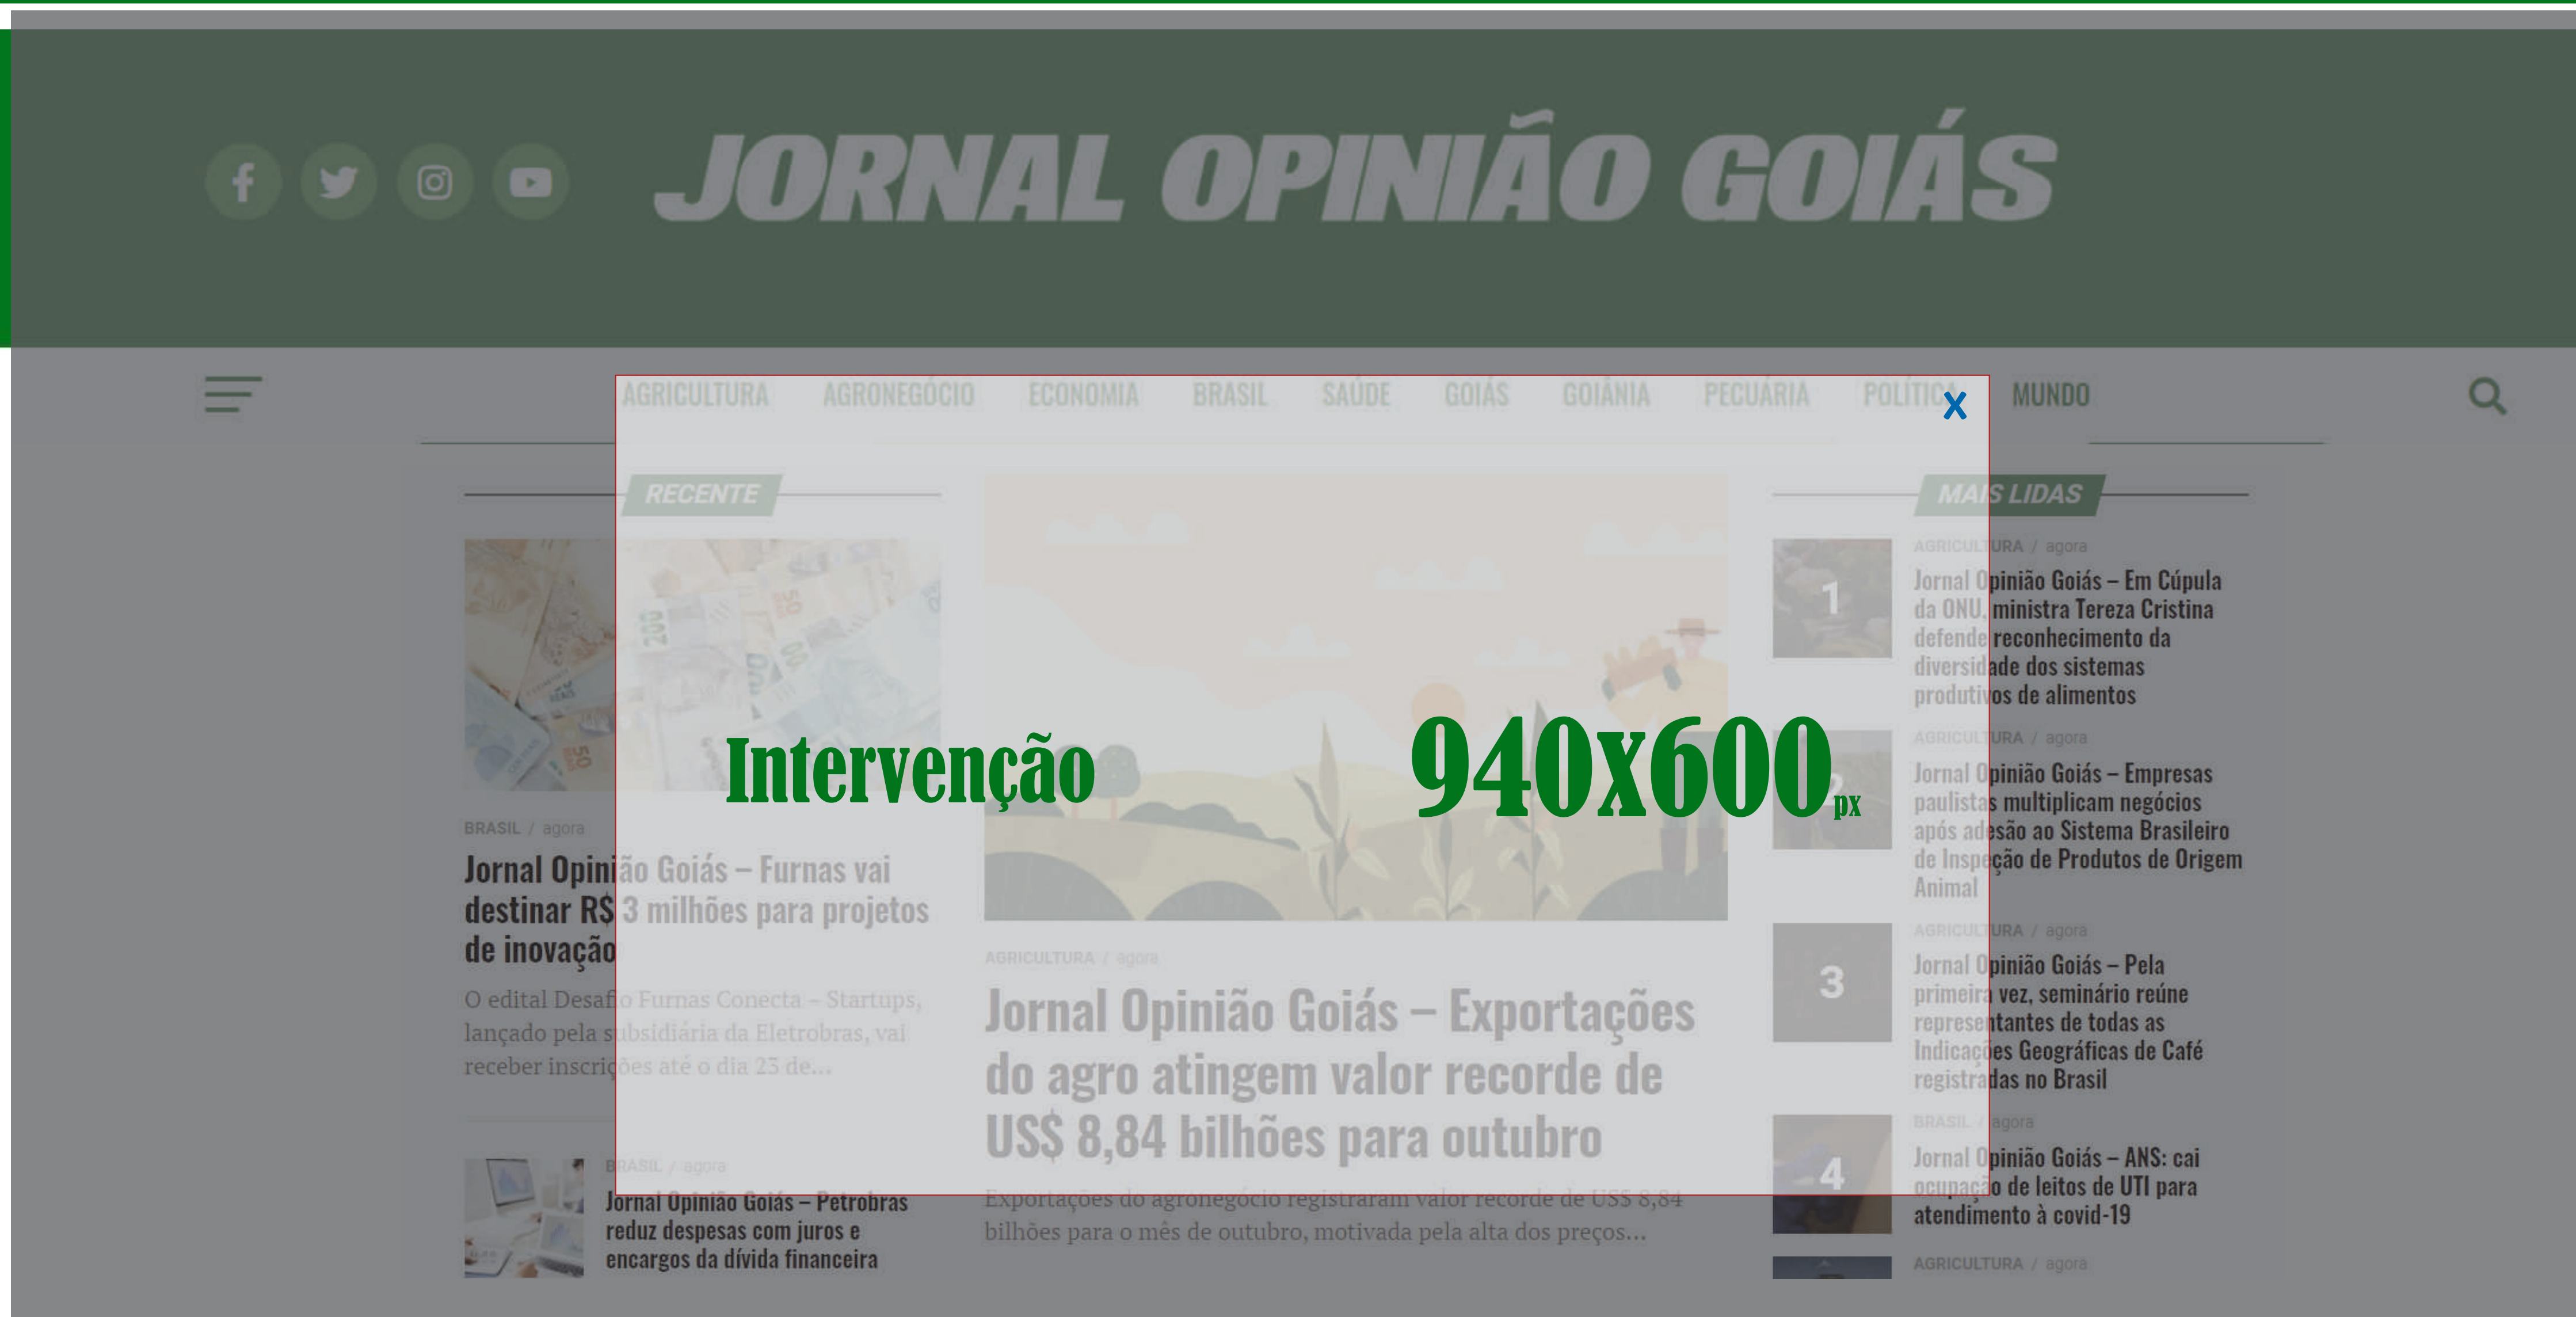 JORNAL OPINIÃO GOIÁS
AGRICULTURA AGRONEGÓCIO ECONOMIA BRASIL SAÚDE GOIÁS GOIÂNIA PECUÁRIA POLÍTICA MUNDO
X
RECENTE
BRASIL / agora
Jornal Opinião Goiás – Furnas vai
destinar R$ 3 milhões para projetos
de inovação
O edital Desafio Furnas Conecta – Startups,
lançado pela subsidiária da Eletrobras, vai
receber inscrições até o dia 23 de...
BRASIL / agora
Jornal Opinião Goiás – Petrobras
reduz despesas com juros e
encargos da dívida financeira
Intervenção
940X600px
AGRICULTURA / agora
Jornal Opinião Goiás – Exportações
do agro atingem valor recorde de
US$ 8,84 bilhões para outubro
Exportações do agronegócio registraram valor recorde de US$ 8,84
bilhões para o mês de outubro, motivada pela alta dos preços...
MAIS LIDAS
1
AGRICULTURA / agora
Jornal Opinião Goiás – Em Cúpula
da ONU, ministra Tereza Cristina
defende reconhecimento da
diversidade dos sistemas
produtivos de alimentos
2
AGRICULTURA / agora
Jornal Opinião Goiás – Empresas
paulistas multiplicam negócios
após adesão ao Sistema Brasileiro
de Inspeção de Produtos de Origem
Animal
3
AGRICULTURA / agora
Jornal Opinião Goiás – Pela
primeira vez, seminário reúne
representantes de todas as
Indicações Geográficas de Café
registradas no Brasil
4
BRASIL / agora
Jornal Opinião Goiás – ANS: cai
ocupação de leitos de UTI para
atendimento à covid-19
AGRICULTURA / agora